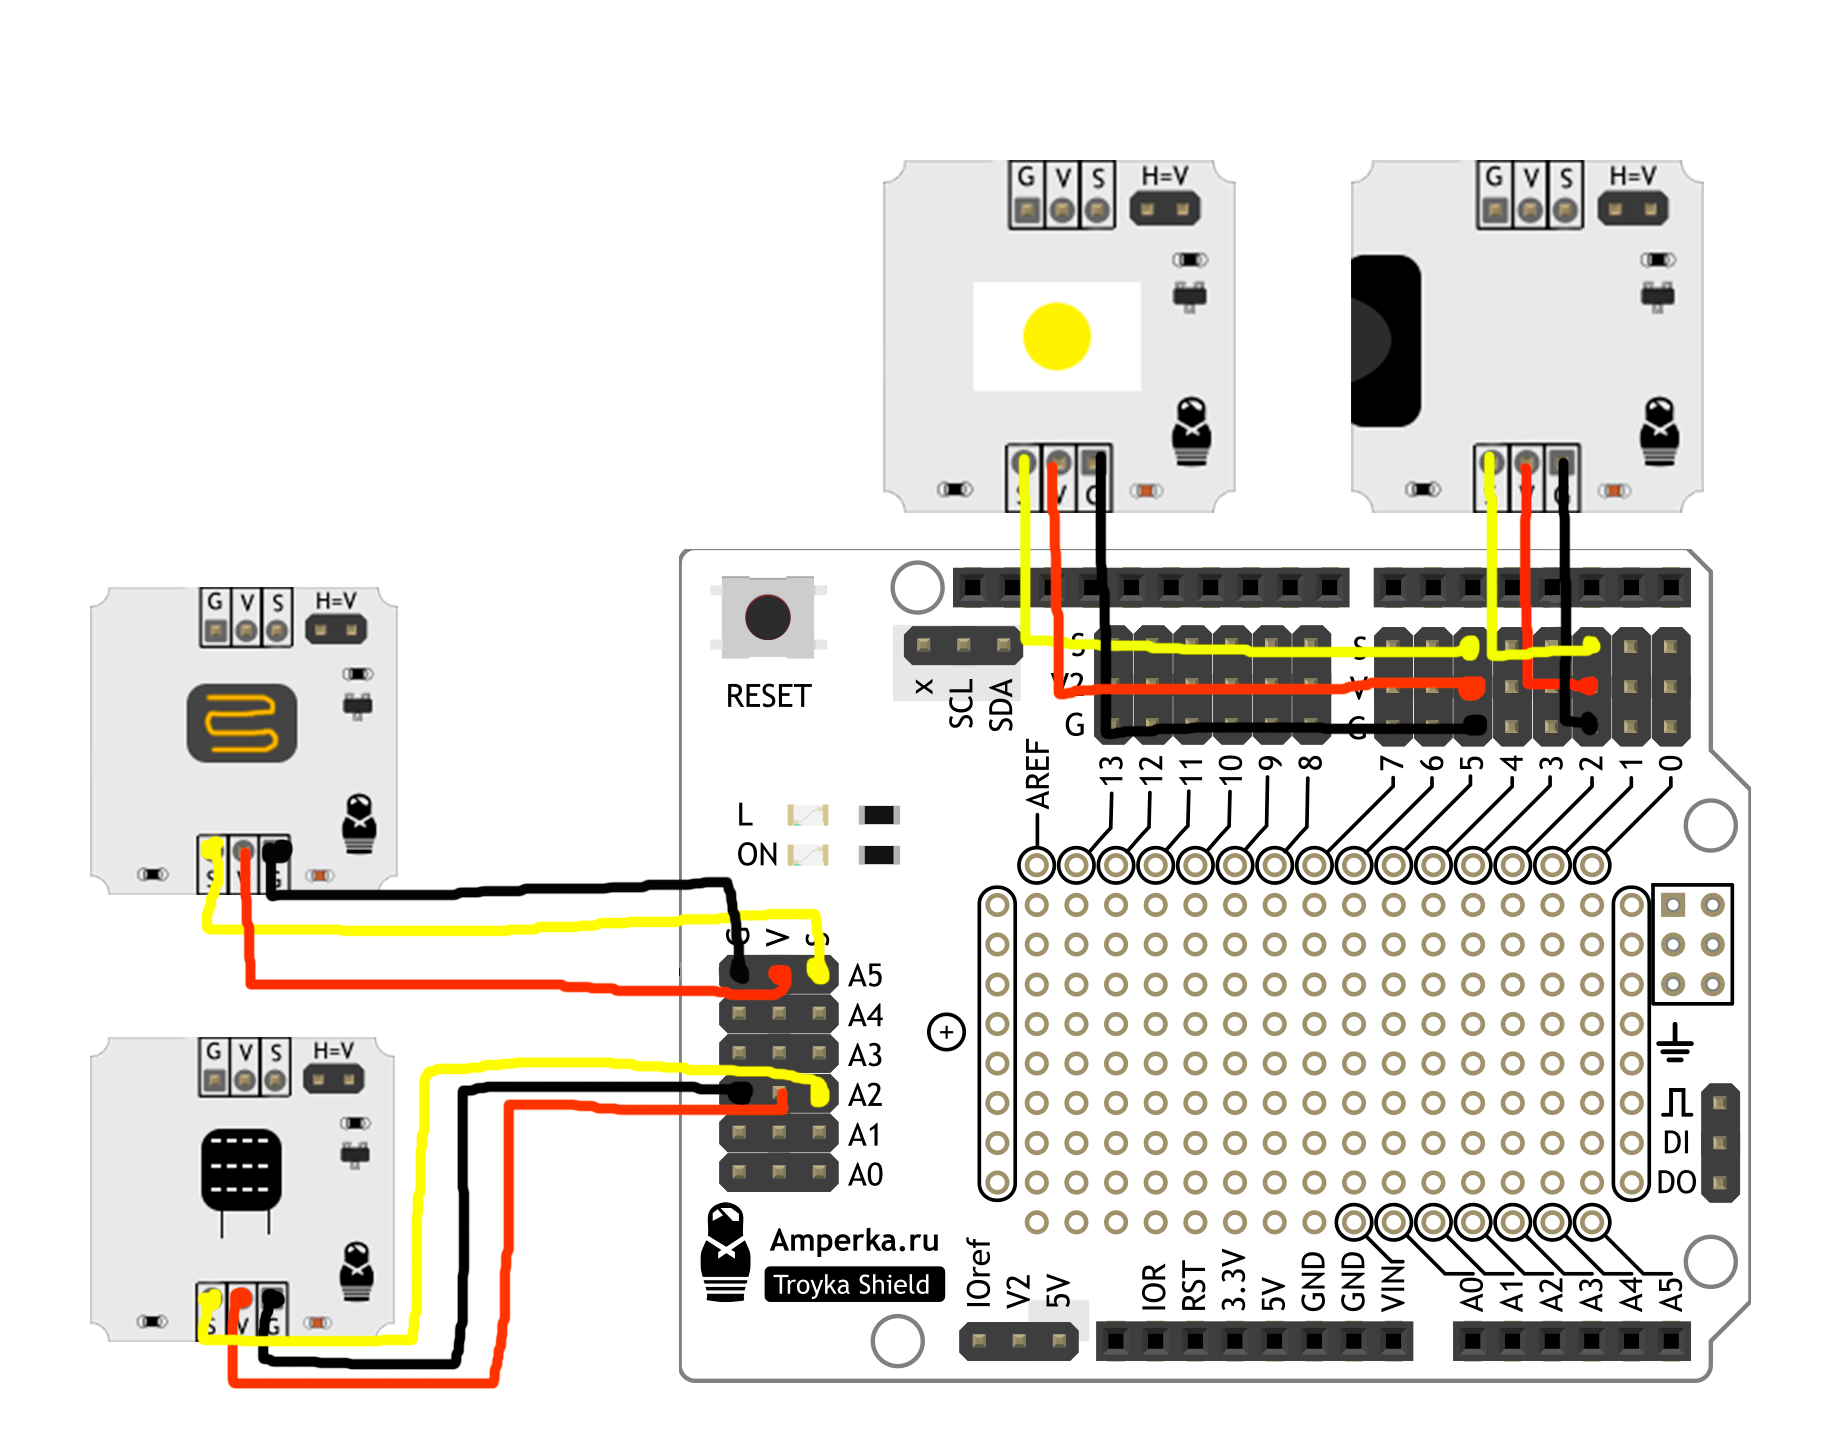 G V S H=V
G V S H=V
S V G
S V G
G V S H=V
S V G
RESET
x SCL SDA
S
V2
G
S
V
G
AREF 13 12 11 10 9 8 7 6 5 4 3 2 1 0
L
ON
G V S
A5
A4
A3
A2
A1
A0
G V S H=V
S V G
+
DI
DO
Amperka.ru
Troyka Shield
IOref V2 5V
IOR RST 3.3V 5V GND GND VIN
A0 A1 A2 A3 A4 A5